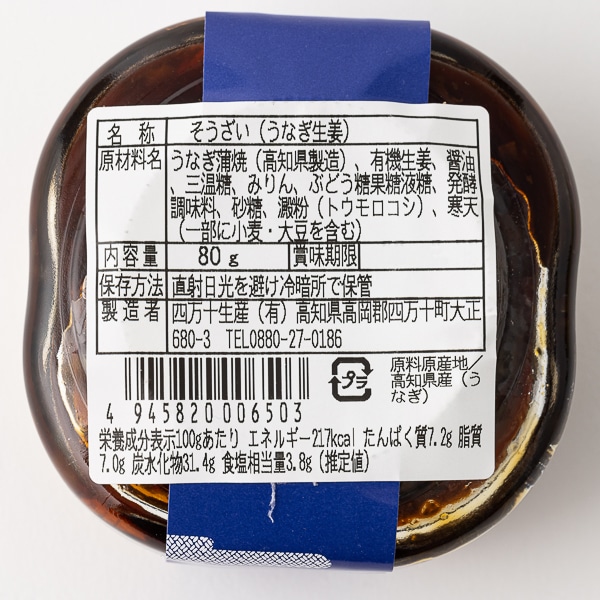 名称 そうざい（うなぎ生姜）
原材料名 うなぎ蒲焼（高知県製造）、有機生姜、醤油
、三温糖、みりん、ぶどう糖果糖液糖、発酵
調味料、砂糖、澱粉（トウモロコシ）、寒天
（一部に小麦・大豆を含む）
内容量 80g 賞味期限
保存方法 直射日光を避け冷暗所で保管
製造者 四万十生産（有）高知県高岡郡四万十町大正
680-3 TEL0880-27-0186
プラ
原料原産地／
高知県産（う
なぎ）
4 945820 006503
栄養成分表示100gあたり エネルギー217kcal たんぱく質7.2g 脂質
7.0g 炭水化物31.4g 食塩相当量3.8g（推定値）